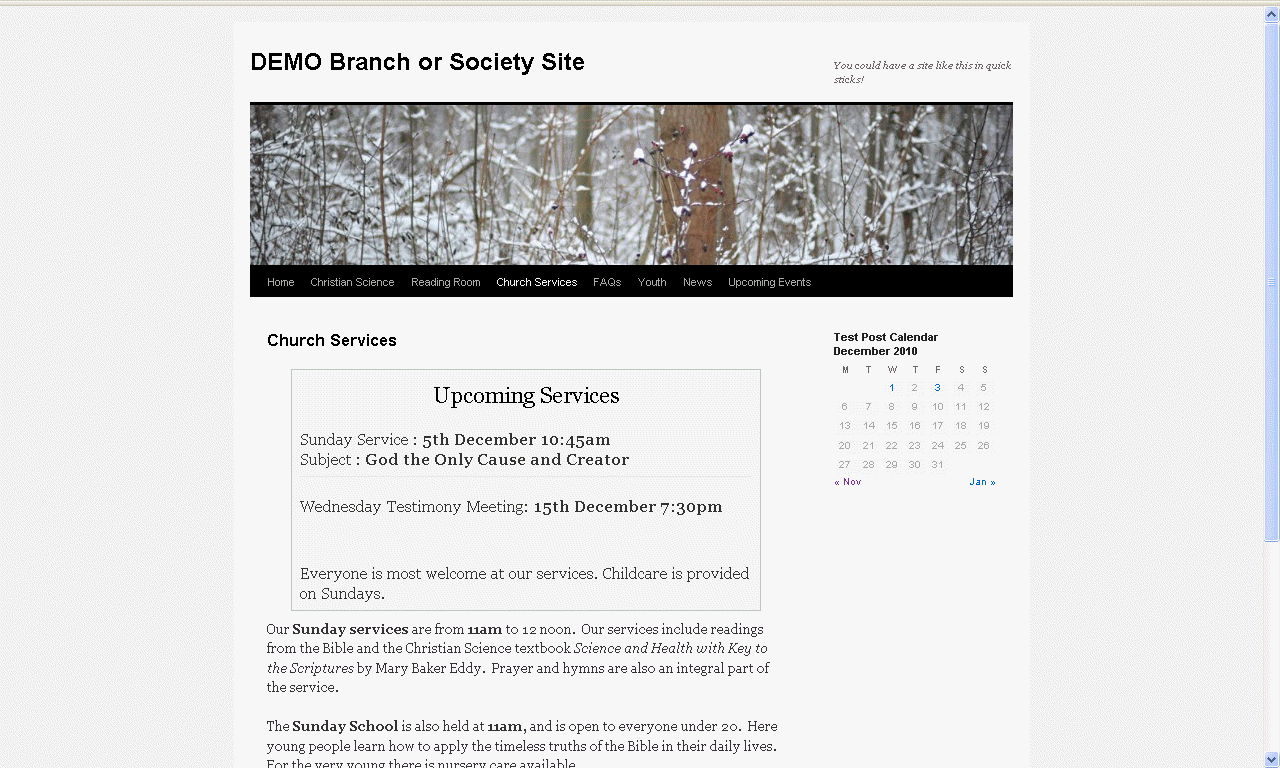 DEMO Branch or Society Site
You could have a site like this in quick
sticks!
Home Christian Science Reading Room Church Services FAQs Youth News Upcoming Events
Church Services
Upcoming Services
Sunday Service : 5th December 10:45am
Subject : God the Only Cause and Creator
Wednesday Testimony Meeting: 15th December 7:30pm
Everyone is most welcome at our services. Childcare is provided
on Sundays.
Our Sunday services are from 11am to 12 noon. Our services include readings
from the Bible and the Christian Science textbook Science and Health with Key to
the Scriptures by Mary Baker Eddy. Prayer and hymns are also an integral part of
the service.
The Sunday School is also held at 11am, and is open to everyone under 20. Here
young people learn how to apply the timeless truths of the Bible in their daily lives.
For the very young there is nursery care available
Test Post Calendar
December 2010
M T W T F S S
1 2 3 4 5
6 7 8 9 10 11 12
13 14 15 16 17 18 19
20 21 22 23 24 25 26
27 28 29 30 31
« Nov Jan »